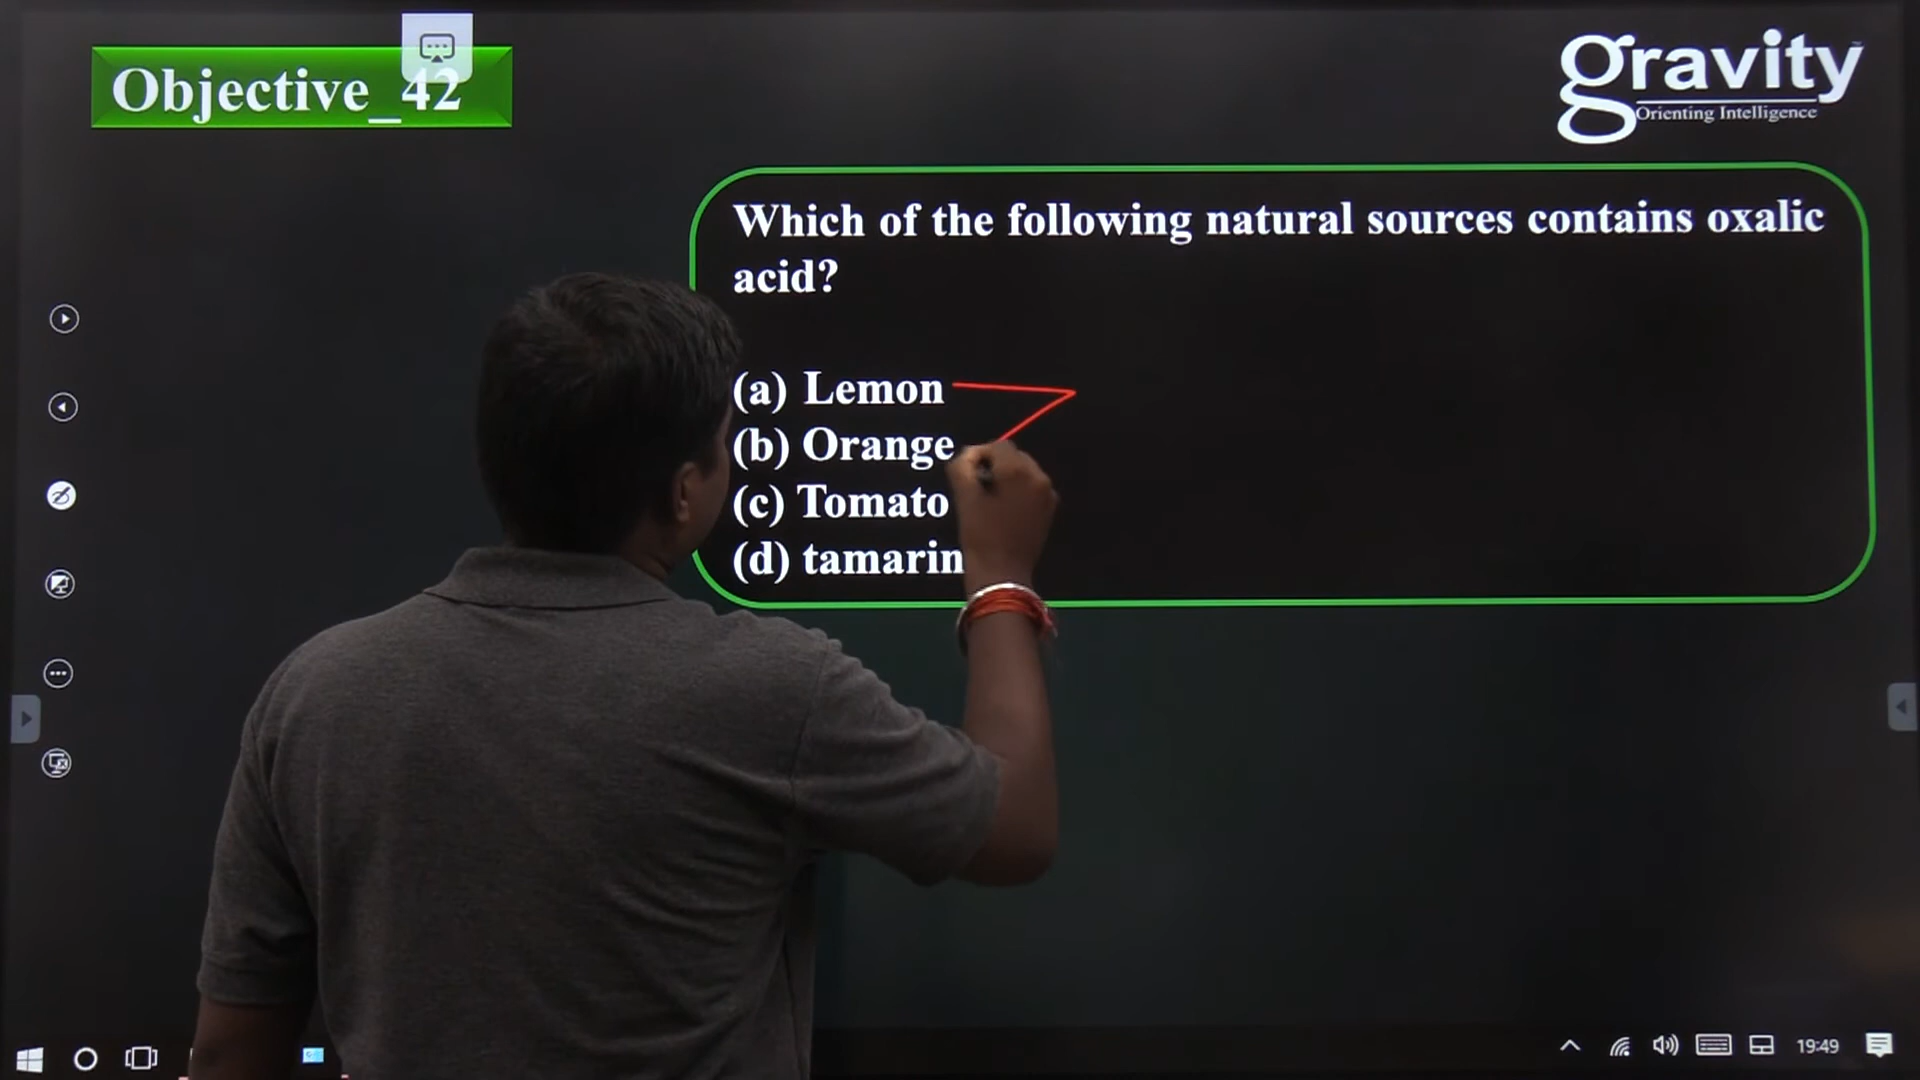 Objective_42
gravity
Orienting Intelligence
Which of the following natural sources contains oxalic
acid?
(a) Lemon
(b) Orange
(c) Tomato
(d) tamarin
19:49